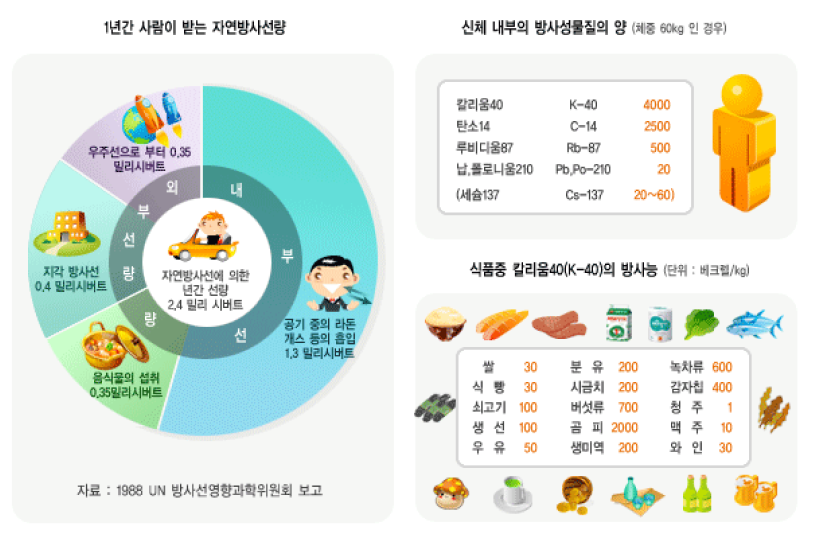 1년간 사람이 받는 자연방사선량
우주선으로 부터 0.35
밀리시버트
지각 방사선
0.4 밀리시버트
음식물의 섭취
0.35밀리시버트
외부선량
내부선량
자연방사선에 의한
년간 선량
2.4 밀리 시버트
공기 중의 라돈
개스 등의 흡입
1.3 밀리시버트
자료 : 1988 UN 방사선영향과학위원회 보고
신체 내부의 방사성물질의 양 (체중 60kg 인 경우)
칼리움40 K-40 4000
탄소14 C-14 2500
루비디움87 Rb-87 500
납,폴로니움210 Pb,Po-210 20
(세슘137 Cs-137 20~60)
식품중 칼리움40(K-40)의 방사능 (단위 : 베크렐/kg)
쌀 30 분 유 200 녹차류 600
식 빵 30 시금치 200 감자칩 400
쇠고기 100 버섯류 700 청 주 1
생 선 100 곰 피 2000 맥 주 10
우 유 50 생미역 200 와 인 30